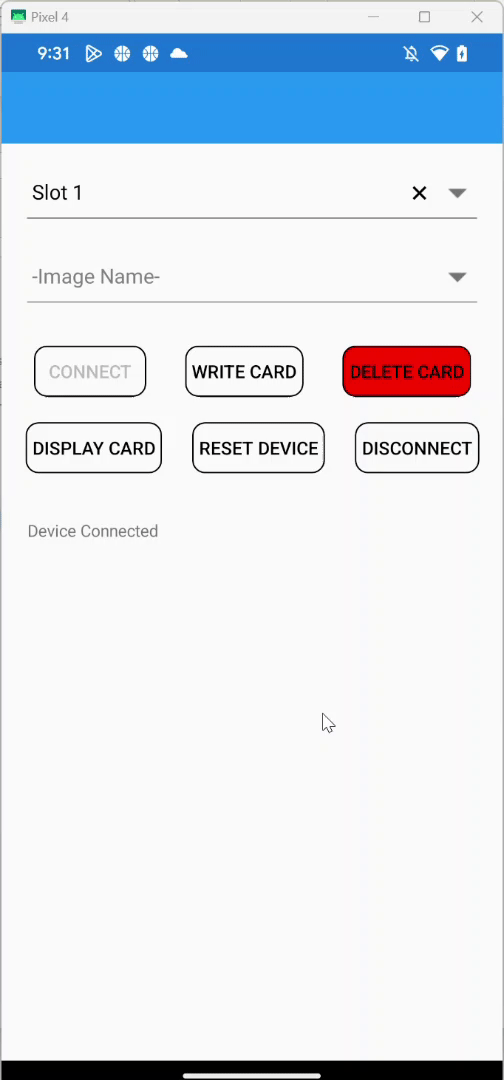 Pixel 4
9:31
Slot 1
-Image Name-
CONNECT WRITE CARD DELETE CARD
DISPLAY CARD RESET DEVICE DISCONNECT
Device Connected